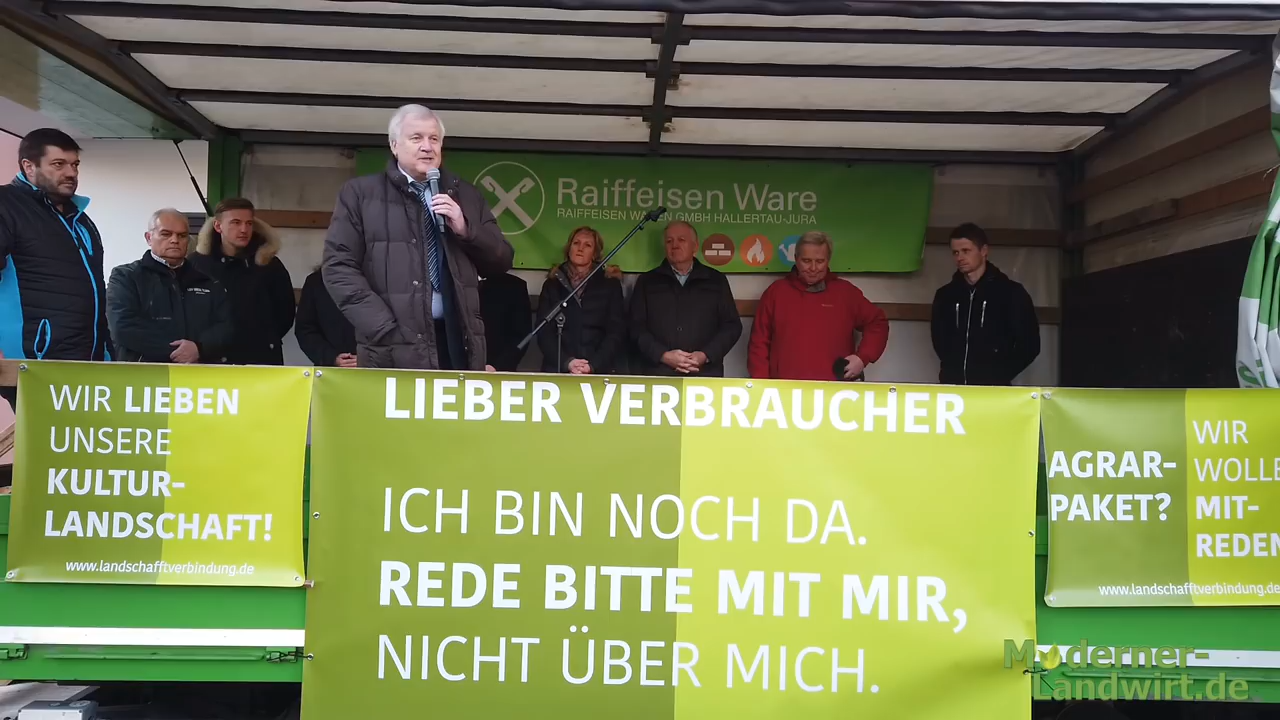 Raiffeisen Ware
RAIFFEISEN WAREN GMBH HALLERTAU-JURA
WIR LIEBEN
UNSERE
KULTUR-
LANDSCHAFT!
www.landschafftverbindung.de
LIEBER VERBRAUCHER
ICH BIN NOCH DA.
REDE BITTE MIT MIR,
NICHT ÜBER MICH.
AGRAR-
PAKET?
WIR
WOLLE
MIT-
REDEN
www.landschafftverbindung.de
Moderner-
Landwirt.de